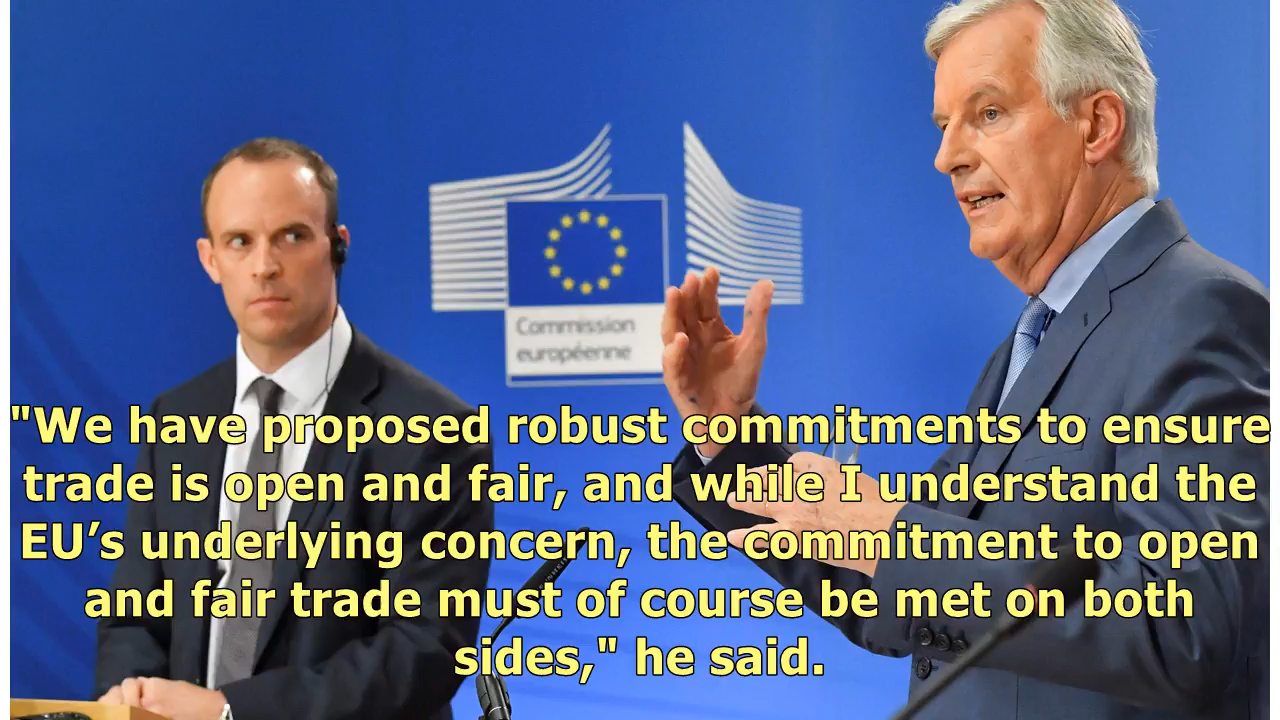 Commission
européenne
"We have proposed robust commitments to ensure
trade is open and fair, and while I understand the
EU’s underlying concern, the commitment to open
and fair trade must of course be met on both
sides," he said.